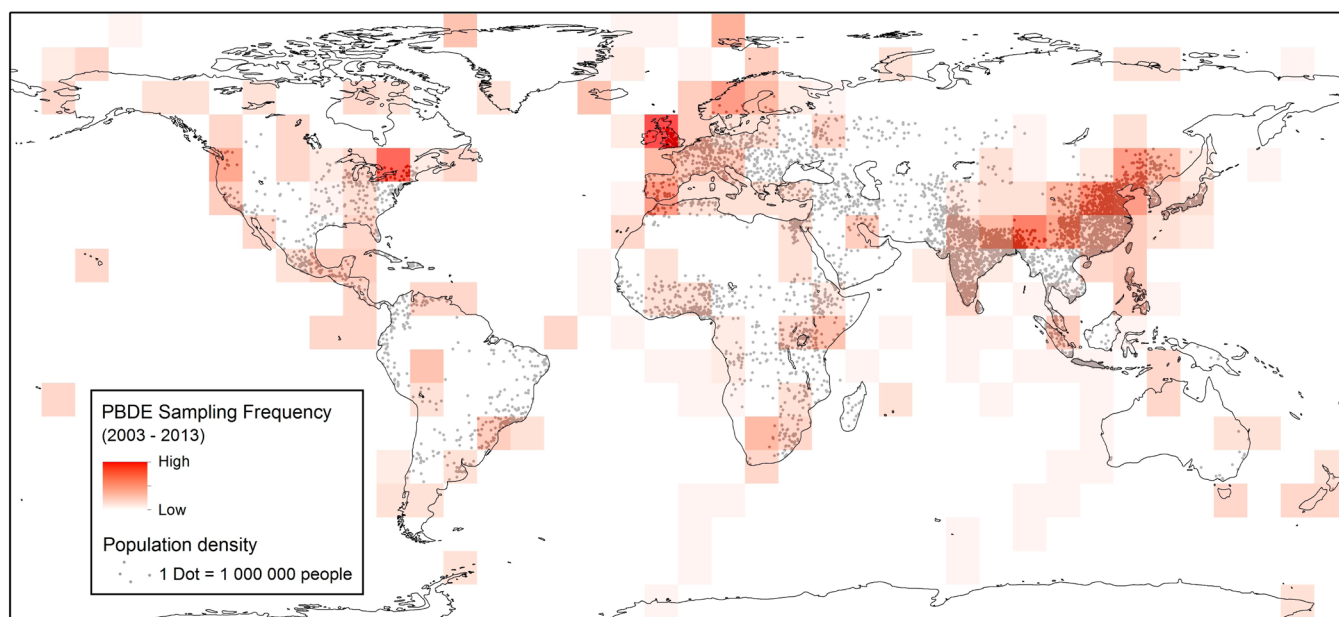 PBDE Sampling Frequency
(2003 - 2013)
High
Low
Population density
1 Dot = 1 000 000 people